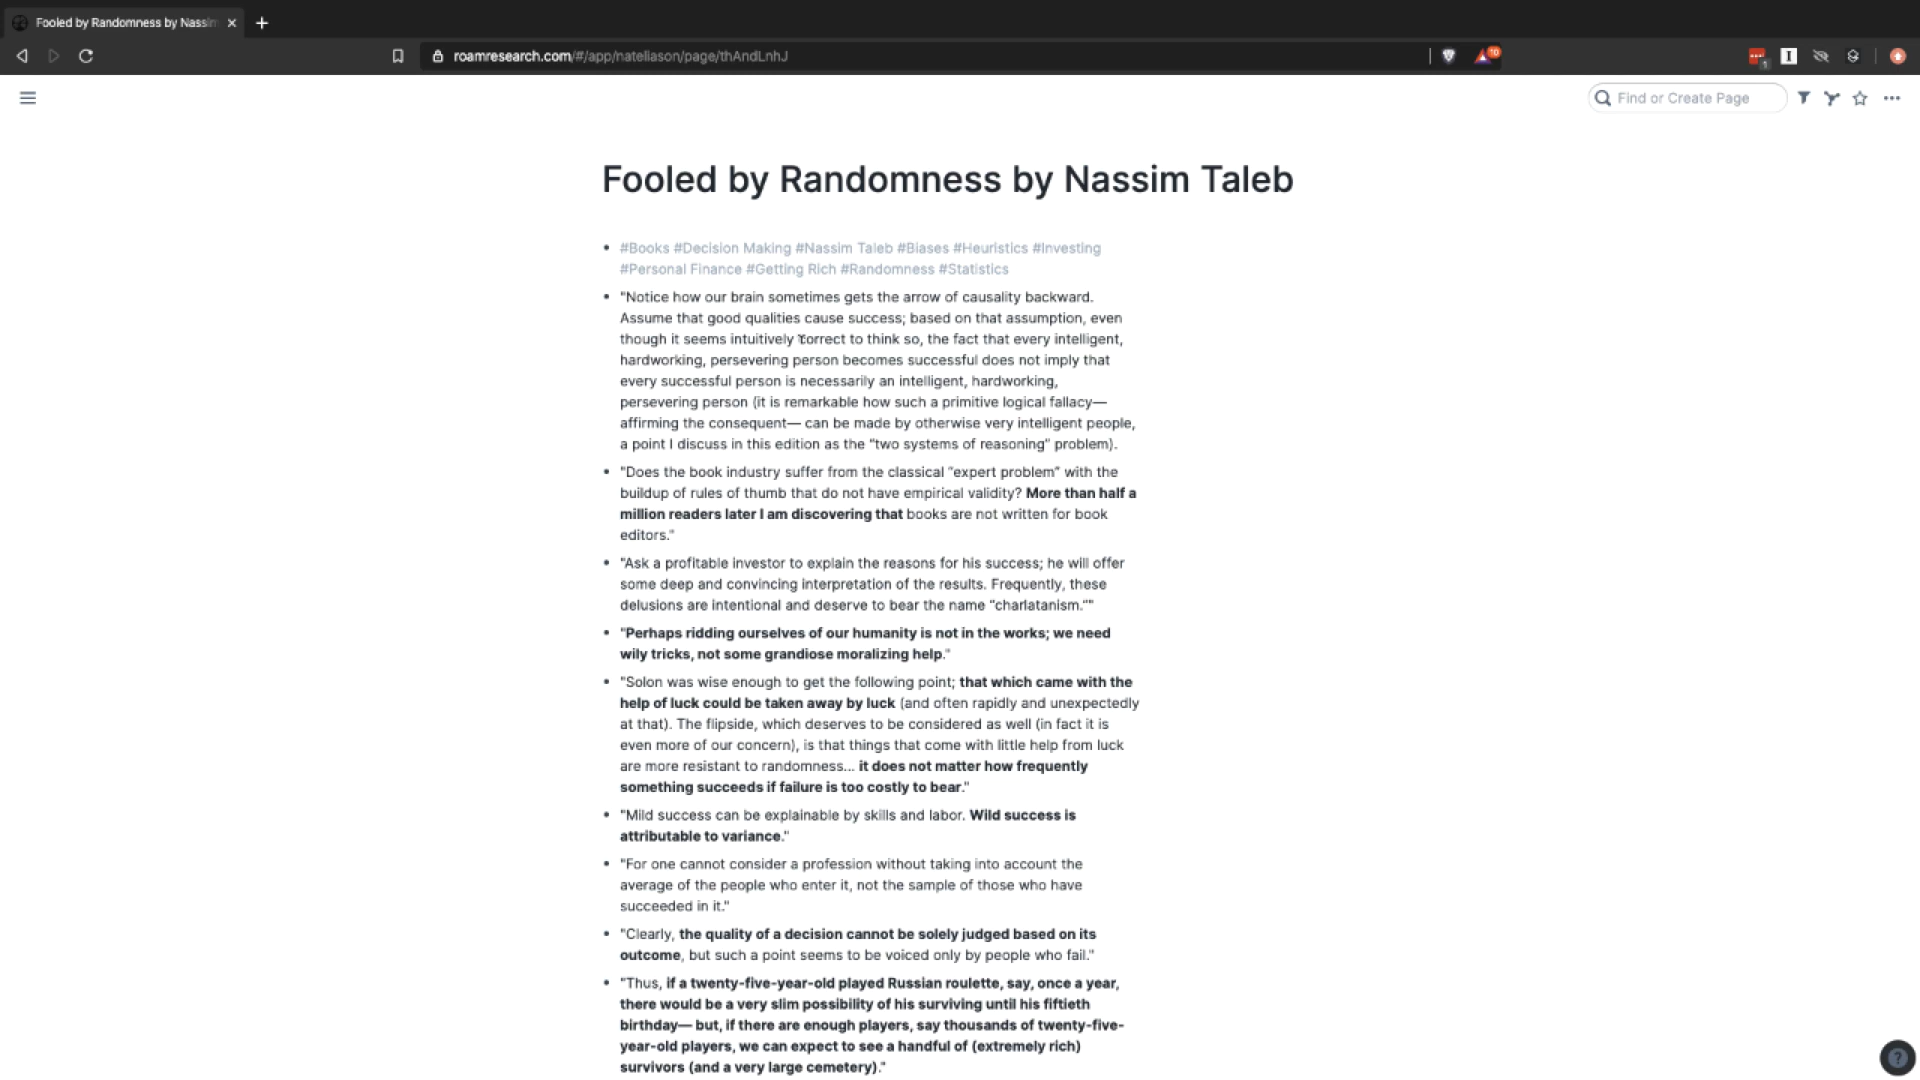 Fooled by Randomness by Nassim
roamresearch.com/#/app/nateliason/page/thAndLnhJ
10
1
Find or Create Page
Fooled by Randomness by Nassim Taleb
#Books #Decision Making #Nassim Taleb #Biases #Heuristics #Investing
#Personal Finance #Getting Rich #Randomness #Statistics
"Notice how our brain sometimes gets the arrow of causality backward.
Assume that good qualities cause success; based on that assumption, even
though it seems intuitively correct to think so, the fact that every intelligent,
hardworking, persevering person becomes successful does not imply that
every successful person is necessarily an intelligent, hardworking,
persevering person (it is remarkable how such a primitive logical fallacy—
affirming the consequent— can be made by otherwise very intelligent people,
a point I discuss in this edition as the "two systems of reasoning" problem).
"Does the book industry suffer from the classical "expert problem" with the
buildup of rules of thumb that do not have empirical validity? More than half a
million readers later I am discovering that books are not written for book
editors."
"Ask a profitable investor to explain the reasons for his success; he will offer
some deep and convincing interpretation of the results. Frequently, these
delusions are intentional and deserve to bear the name "charlatanism.""
"Perhaps ridding ourselves of our humanity is not in the works; we need
wily tricks, not some grandiose moralizing help."
"Solon was wise enough to get the following point; that which came with the
help of luck could be taken away by luck (and often rapidly and unexpectedly
at that). The flipside, which deserves to be considered as well (in fact it is
even more of our concern), is that things that come with little help from luck
are more resistant to randomness... it does not matter how frequently
something succeeds if failure is too costly to bear."
"Mild success can be explainable by skills and labor. Wild success is
attributable to variance."
"For one cannot consider a profession without taking into account the
average of the people who enter it, not the sample of those who have
succeeded in it."
"Clearly, the quality of a decision cannot be solely judged based on its
outcome, but such a point seems to be voiced only by people who fail."
"Thus, if a twenty-five-year-old played Russian roulette, say, once a year,
there would be a very slim possibility of his surviving until his fiftieth
birthday— but, if there are enough players, say thousands of twenty-five-
year-old players, we can expect to see a handful of (extremely rich)
survivors (and a very large cemetery)."